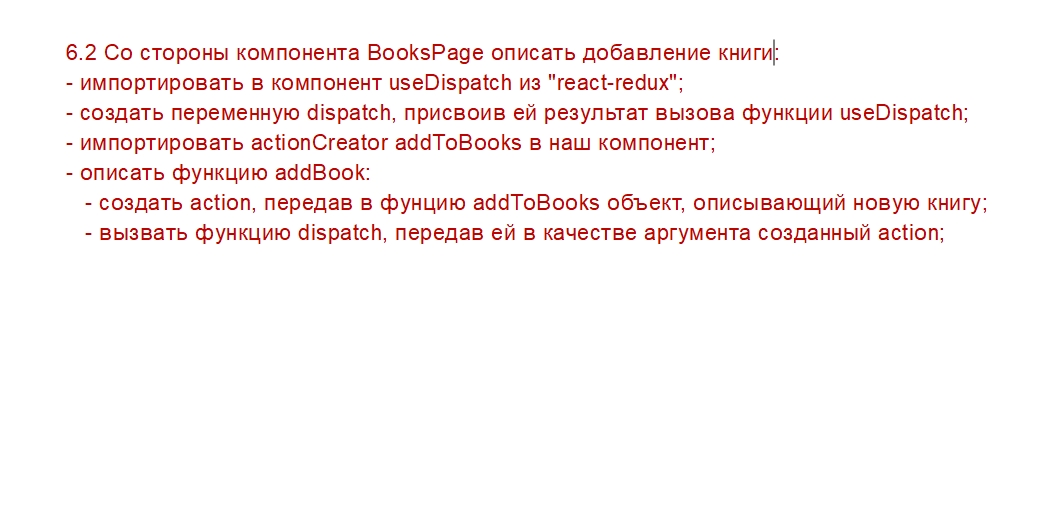 6.2 Со стороны компонента BooksPage описать добавление книги:
- импортировать в компонент useDispatch из "react-redux";
- создать переменную dispatch, присвоив ей результат вызова функции useDispatch;
- импортировать actionCreator addToBooks в наш компонент;
- описать функцию addBook:
- создать action, передав в фунцию addToBooks объект, описывающий новую книгу;
- вызвать функцию dispatch, передав ей в качестве аргумента созданный action;